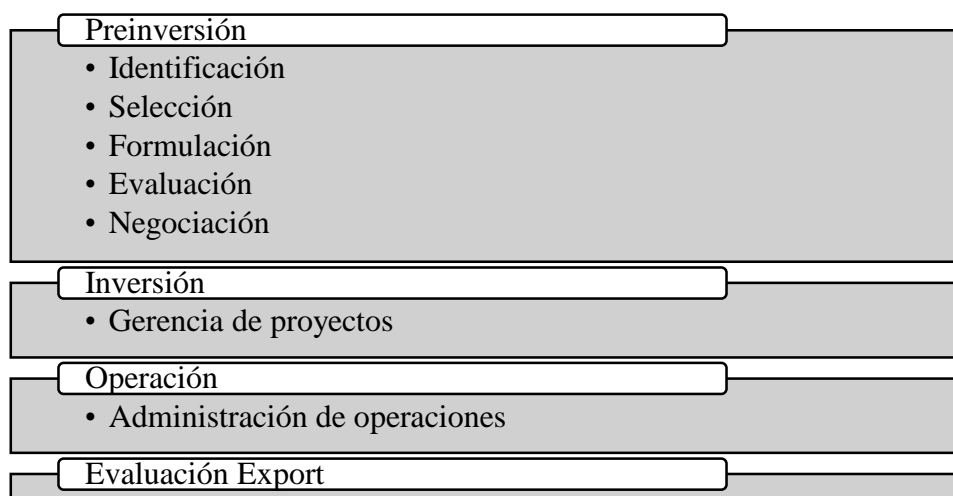 Preinversión
• Identificación
• Selección
• Formulación
• Evaluación
• Negociación
Inversión
• Gerencia de proyectos
Operación
• Administración de operaciones
Evaluación Export